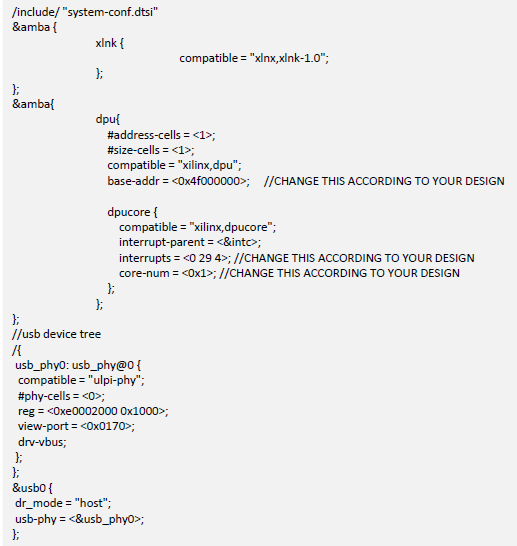 /include/ "system-conf.dtsi"
&amba {
xlnk {
compatible = "xlnx,xlnk-1.0";
};
};
&amba{
dpu{
#address-cells = <1>;
#size-cells = <1>;
compatible = "xilinx,dpu";
base-addr = <0x4f000000>; //CHANGE THIS ACCORDING TO YOUR DESIGN
dpucore {
compatible = "xilinx,dpucore";
interrupt-parent = <&intc>;
interrupts = <0 29 4>; //CHANGE THIS ACCORDING TO YOUR DESIGN
core-num = <0x1>; //CHANGE THIS ACCORDING TO YOUR DESIGN
};
};
};
//usb device tree
/{
usb_phy0: usb_phy@0 {
compatible = "ulpi-phy";
#phy-cells = <0>;
reg = <0xe0002000 0x1000>;
view-port = <0x0170>;
drv-vbus;
};
};
&usb0 {
dr_mode = "host";
usb-phy = <&usb_phy0>;
};